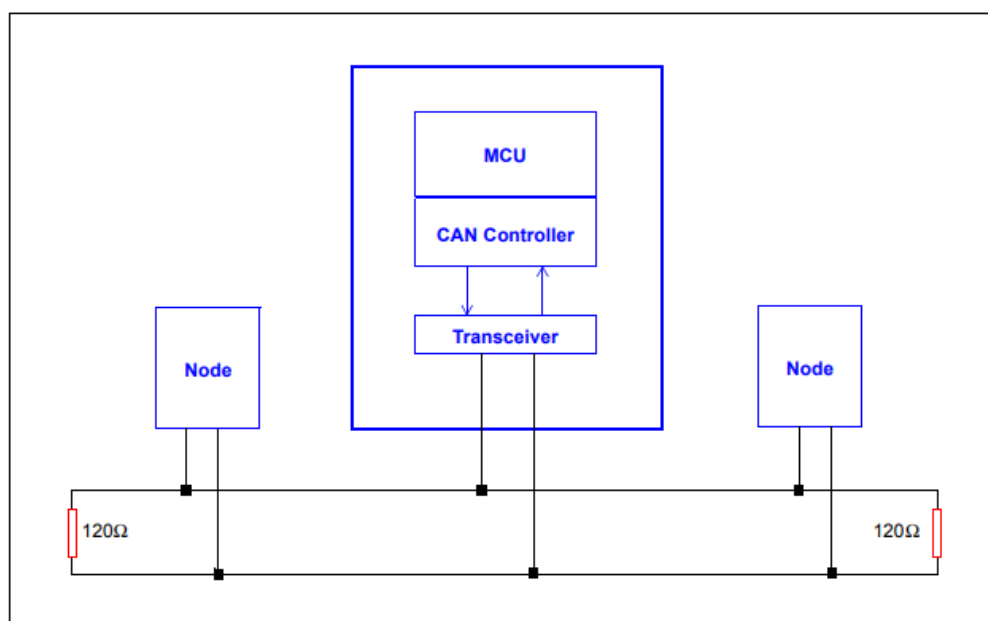 MCU
CAN Controller
Transceiver
Node
Node
120Ω
120Ω